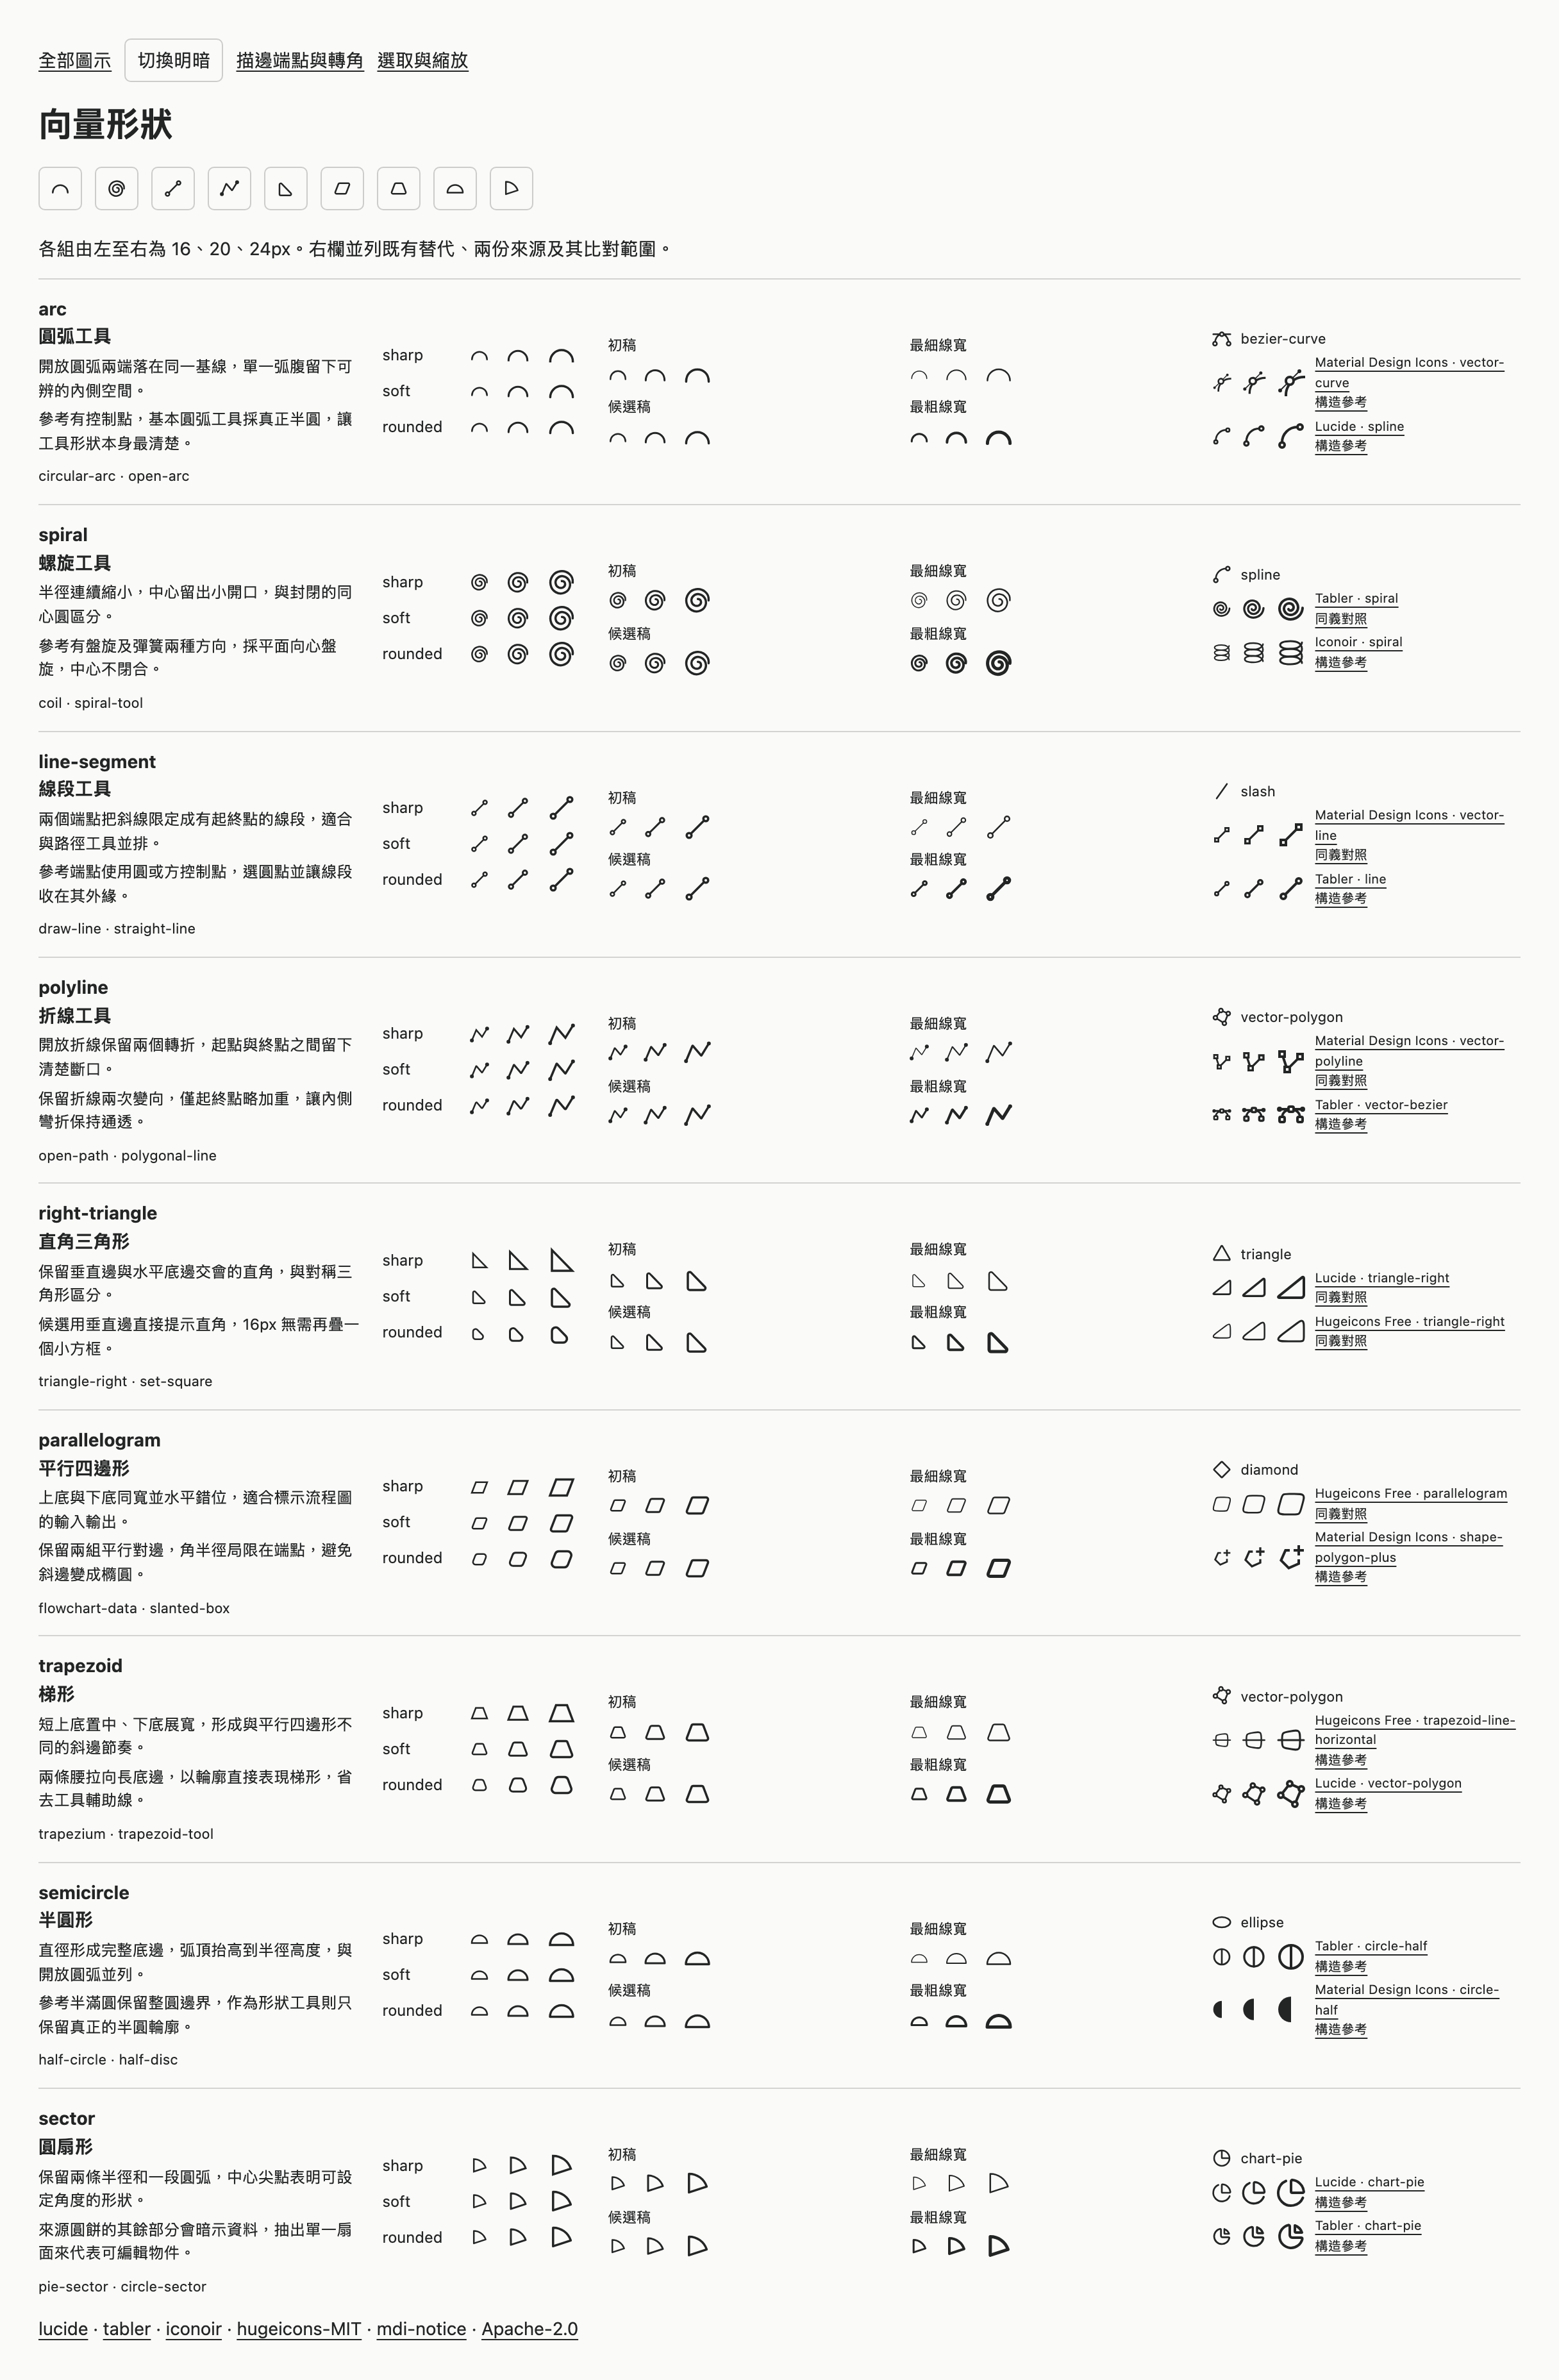 全部圖示 切換明暗 描邊端點與轉角 選取與縮放
向量形狀
各組由左至右為 16、20、24px。右欄並列既有替代、兩份來源及其比對範圍。
arc
圓弧工具
開放圓弧兩端落在同一基線，單一弧腹留下可
辨的內側空間。
參考有控制點，基本圓弧工具採真正半圓，讓
工具形狀本身最清楚。
circular-arc · open-arc
sharp
soft
rounded
初稿
候選稿
最細線寬
最粗線寬
bezier-curve
Material Design Icons · vector-
curve
構造參考
Lucide · spline
構造參考
spiral
螺旋工具
半徑連續縮小，中心留出小開口，與封閉的同
心圓區分。
參考有盤旋及彈簧兩種方向，採平面向心盤
旋，中心不閉合。
coil · spiral-tool
sharp
soft
rounded
初稿
候選稿
最細線寬
最粗線寬
spline
Tabler · spiral
同義對照
Iconoir · spiral
構造參考
line-segment
線段工具
兩個端點把斜線限定成有起終點的線段，適合
與路徑工具並排。
參考端點使用圓或方控制點，選圓點並讓線段
收在其外緣。
draw-line · straight-line
sharp
soft
rounded
初稿
候選稿
最細線寬
最粗線寬
slash
Material Design Icons · vector-
line
同義對照
Tabler · line
構造參考
polyline
折線工具
開放折線保留兩個轉折，起點與終點之間留下
清楚斷口。
保留折線兩次變向，僅起終點略加重，讓內側
彎折保持通透。
open-path · polygonal-line
sharp
soft
rounded
初稿
候選稿
最細線寬
最粗線寬
vector-polygon
Material Design Icons · vector-
polyline
同義對照
Tabler · vector-bezier
構造參考
right-triangle
直角三角形
保留垂直邊與水平底邊交會的直角，與對稱三
角形區分。
候選用垂直邊直接提示直角，16px 無需再疊一
個小方框。
triangle-right · set-square
sharp
soft
rounded
初稿
候選稿
最細線寬
最粗線寬
triangle
Lucide · triangle-right
同義對照
Hugeicons Free · triangle-right
同義對照
parallelogram
平行四邊形
上底與下底同寬並水平錯位，適合標示流程圖
的輸入輸出。
保留兩組平行對邊，角半徑局限在端點，避免
斜邊變成橢圓。
flowchart-data · slanted-box
sharp
soft
rounded
初稿
候選稿
最細線寬
最粗線寬
diamond
Hugeicons Free · parallelogram
同義對照
Material Design Icons · shape-
polygon-plus
構造參考
trapezoid
梯形
短上底置中、下底展寬，形成與平行四邊形不
同的斜邊節奏。
兩條腰拉向長底邊，以輪廓直接表現梯形，省
去工具輔助線。
trapezium · trapezoid-tool
sharp
soft
rounded
初稿
候選稿
最細線寬
最粗線寬
vector-polygon
Hugeicons Free · trapezoid-line-
horizontal
構造參考
Lucide · vector-polygon
構造參考
semicircle
半圓形
直徑形成完整底邊，弧頂抬高到半徑高度，與
開放圓弧並列。
參考半滿圓保留整圓邊界，作為形狀工具則只
保留真正的半圓輪廓。
half-circle · half-disc
sharp
soft
rounded
初稿
候選稿
最細線寬
最粗線寬
ellipse
Tabler · circle-half
構造參考
Material Design Icons · circle-
half
構造參考
sector
圓扇形
保留兩條半徑和一段圓弧，中心尖點表明可設
定角度的形狀。
來源圓餅的其餘部分會暗示資料，抽出單一扇
面來代表可編輯物件。
pie-sector · circle-sector
sharp
soft
rounded
初稿
候選稿
最細線寬
最粗線寬
chart-pie
Lucide · chart-pie
構造參考
Tabler · chart-pie
構造參考
lucide · tabler · iconoir · hugeicons-MIT · mdi-notice · Apache-2.0